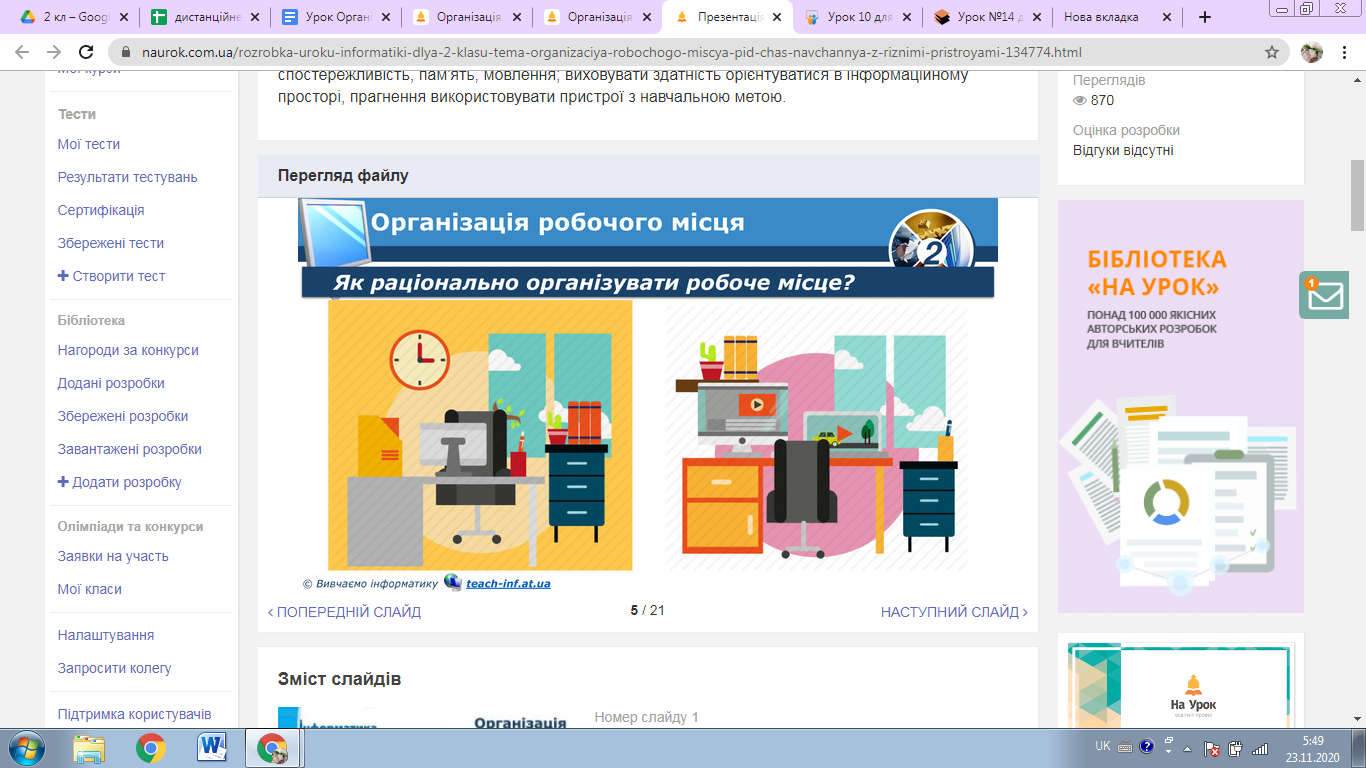 2 кл – Googl
дистанційне
Урок Органі
Організація
Організація
Презентація
Урок 10 для
Урок №14 д
Нова вкладка
naurok.com.ua/rozrobka-uroku-informatiki-dlya-2-klasu-tema-organizaciya-robochogo-miscya-pid-chas-navchannya-z-riznimi-pristroyami-134774.html
Мої курси
Тести
Мої тести
Результати тестувань
Сертифікація
Збережені тести
+ Створити тест
Бібліотека
Нагороди за конкурси
Додані розробки
Збережені розробки
Завантажені розробки
+ Додати розробку
Олімпіади та конкурси
Заявки на участь
Мої класи
Налаштування
Запросити колегу
Підтримка користувачів
спостережливість, пам'ять, мовлення; виховувати здатність орієнтуватися в інформаційному
просторі, прагнення використовувати пристрої з навчальною метою.
Перегляд файлу
Організація робочого місця
2
Як раціонально організувати робоче місце?
© Вивчаємо інформатику teach-inf.at.ua
‹ ПОПЕРЕДНІЙ СЛАЙД
5 / 21
НАСТУПНИЙ СЛАЙД ›
Зміст слайдів
Інформатика
Організація
Номер слайду 1
Переглядів
870
Оцінка розробки
Відгуки відсутні
БІБЛІОТЕКА
«НА УРОК»
ПОНАД 100 000 ЯКІСНИХ
АВТОРСЬКИХ РОЗРОБОК
ДЛЯ ВЧИТЕЛІВ
1
На Урок
освітній проект
UK
5:49
23.11.2020